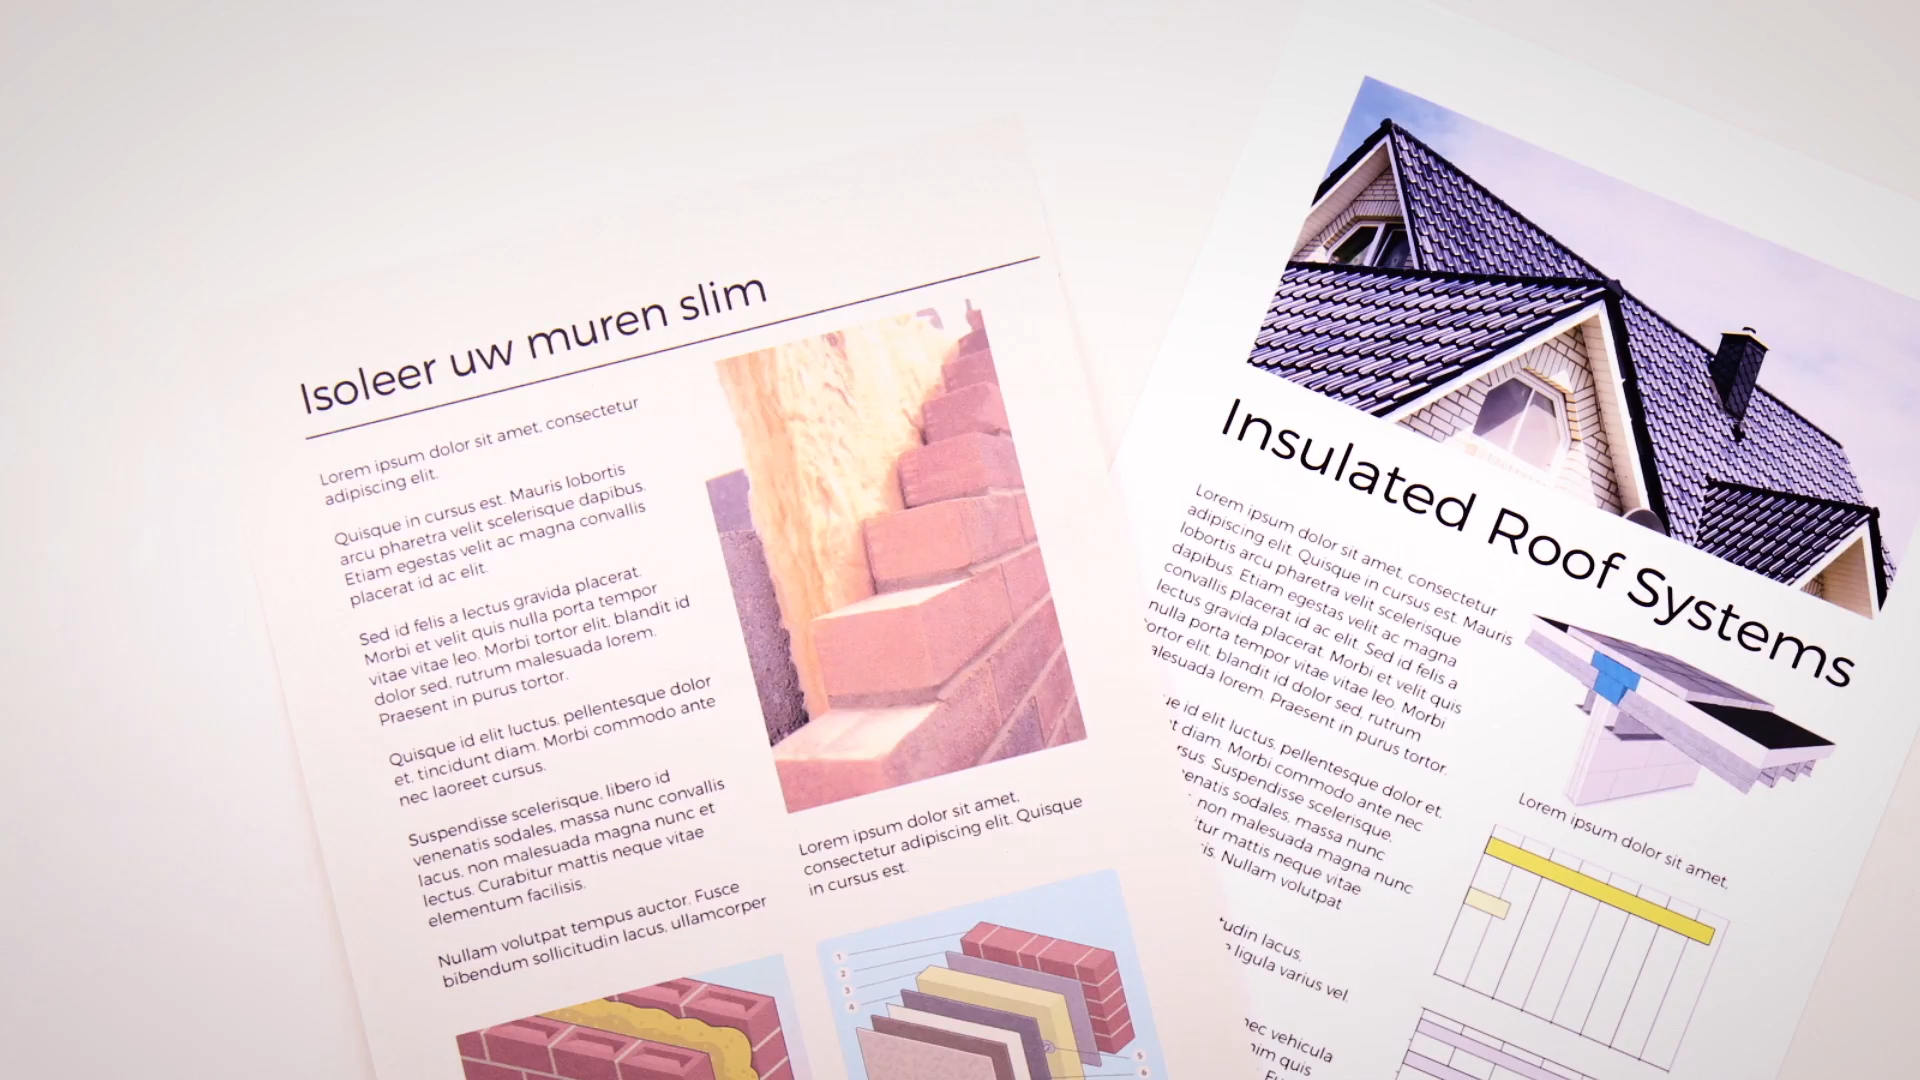 Isoleer uw muren slim
Lorem ipsum dolor sit amet, consectetur
adipiscing elit.
Quisque in cursus est. Mauris lobortis
arcu pharetra velit scelerisque dapibus.
Etiam egestas velit ac magna convallis
placerat id ac elit.
Sed id felis a lectus gravida placerat.
Morbi et velit quis nulla porta tempor
vitae vitae leo. Morbi tortor elit, blandit id
dolor sed, rutrum malesuada lorem.
Praesent in purus tortor.
Quisque id elit luctus, pellentesque dolor
et, tincidunt diam. Morbi commodo ante
nec laoreet cursus.
Suspendisse scelerisque, libero id
venenatis sodales, massa nunc convallis
lacus, non malesuada magna nunc et
lectus. Curabitur mattis neque vitae
elementum facilisis.
Nullam volutpat tempus auctor. Fusce
bibendum sollicitudin lacus, ullamcorper
Lorem ipsum dolor sit amet,
consectetur adipiscing elit. Quisque
in cursus est.
1
2
3
4
5
6
Insulated Roof Systems
Lorem ipsum dolor sit amet, consectetur
adipiscing elit. Quisque in cursus est. Mauris
lobortis arcu pharetra velit scelerisque
dapibus. Etiam egestas velit ac magna
convallis placerat id ac elit. Sed id felis a
lectus gravida placerat. Morbi et velit quis
nulla porta tempor vitae vitae leo. Morbi
tortor elit, blandit id dolor sed, rutrum
alesuada lorem. Praesent in purus tortor.
ue id elit luctus, pellentesque dolor et,
t diam. Morbi commodo ante nec
rsus. Suspendisse scelerisque,
enatis sodales, massa nunc
non malesuada magna nunc
tur mattis neque vitae
is. Nullam volutpat
tudin lacus,
ligula varius vel,
nec vehicula
nim quis
Lorem ipsum dolor sit amet,